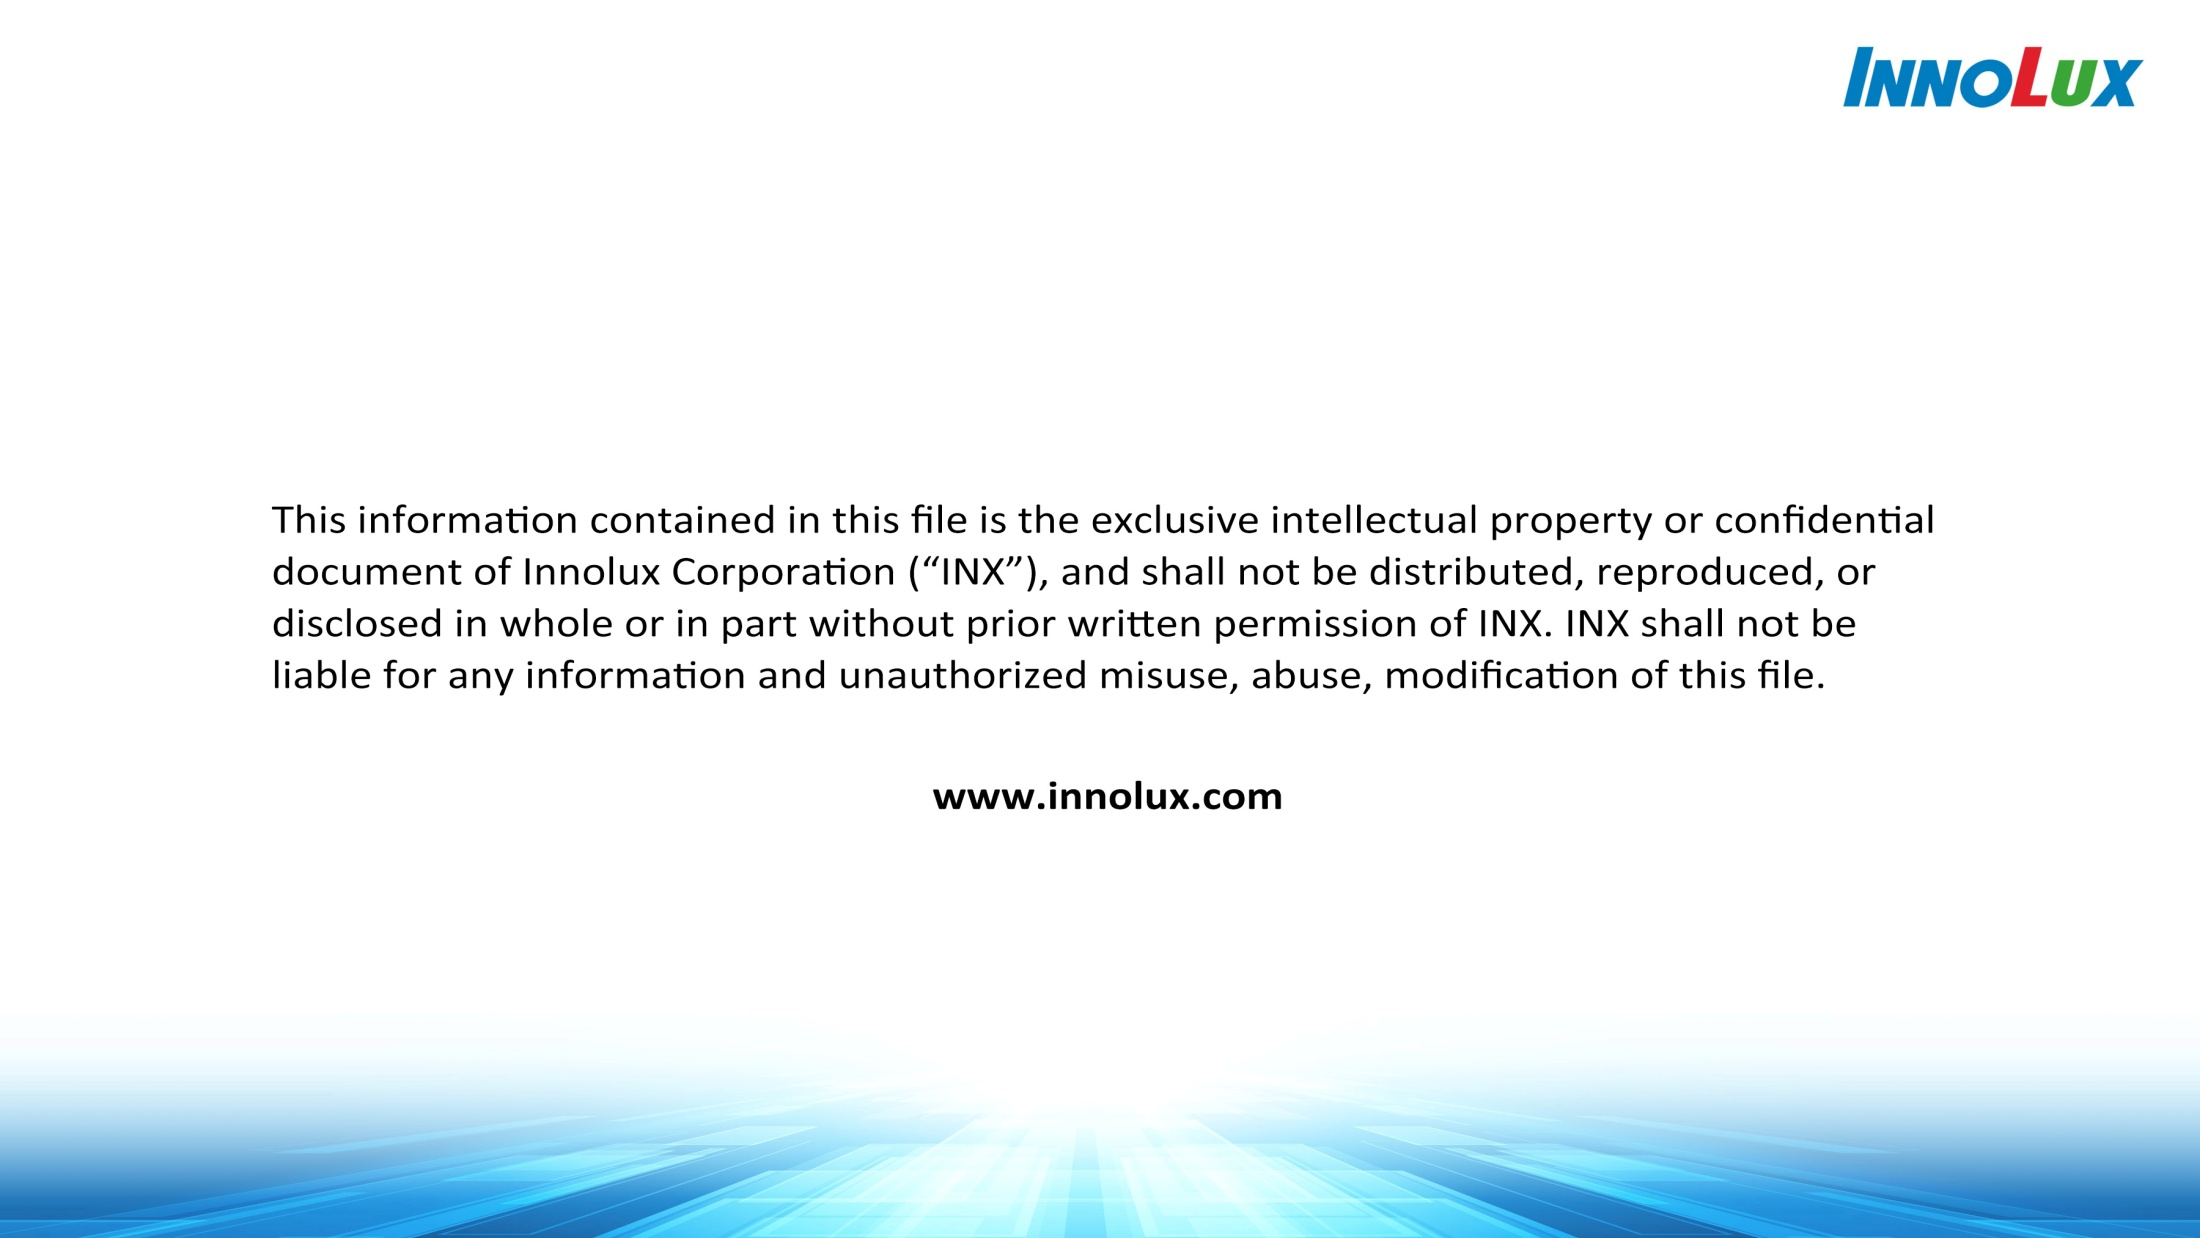 INNOLUX
This information contained in this file is the exclusive intellectual property or confidential
document of Innolux Corporation (“INX”), and shall not be distributed, reproduced, or
disclosed in whole or in part without prior written permission of INX. INX shall not be
liable for any information and unauthorized misuse, abuse, modification of this file.
www.innolux.com